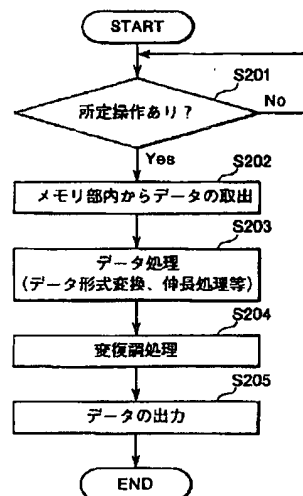 START
S201
所定操作あり？
No
Yes
S202
メモリ部内からデータの取出
S203
データ処理
(データ形式変換、伸長処理等)
S204
変復調処理
S205
データの出力
END